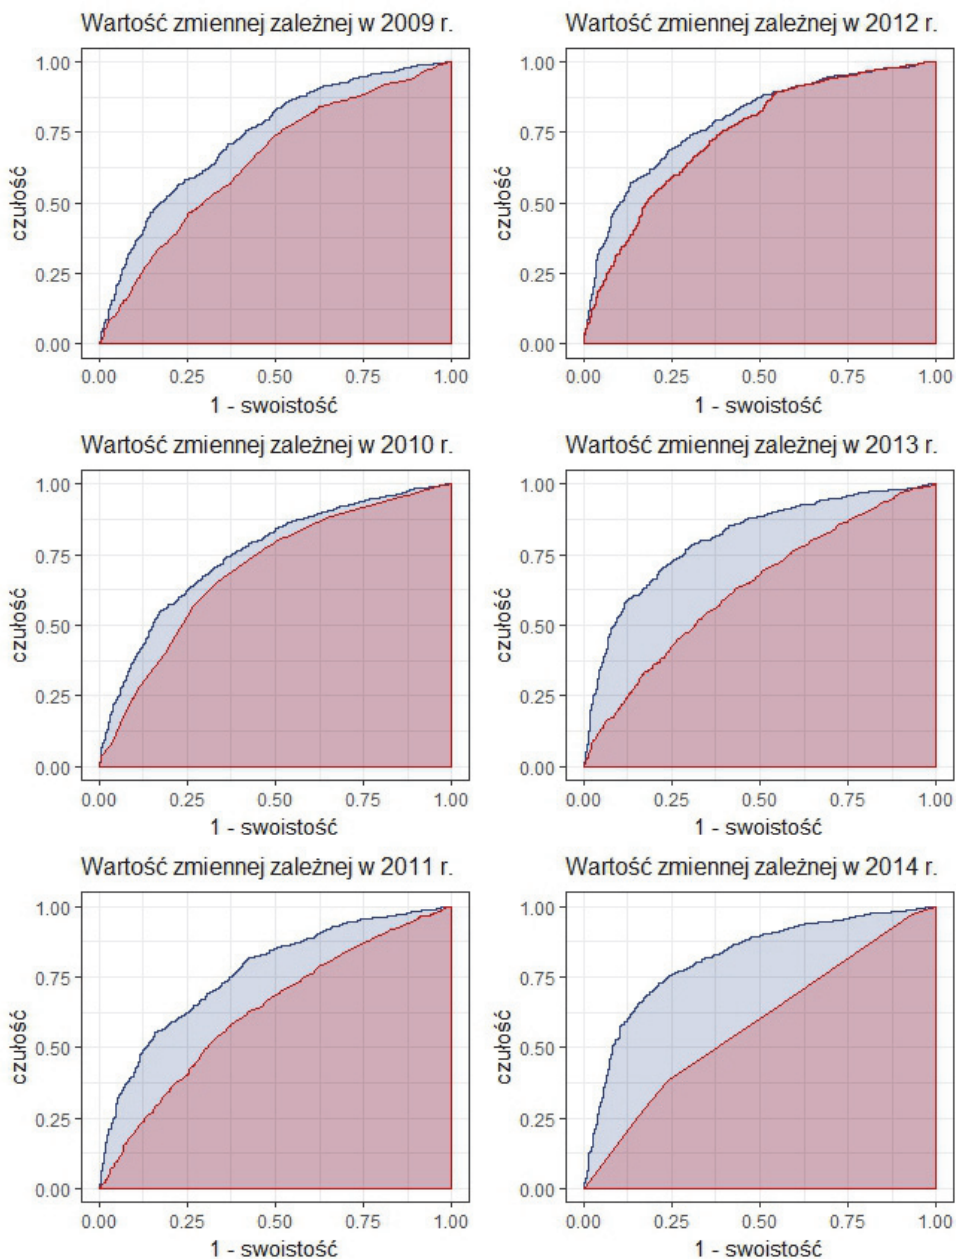 Wartość zmiennej zależnej w 2009 r.
czułość
1.00
0.75
0.50
0.25
0.00
0.00 0.25 0.50 0.75 1.00
1 - swoistość
Wartość zmiennej zależnej w 2012 r.
czułość
1.00
0.75
0.50
0.25
0.00
0.00 0.25 0.50 0.75 1.00
1 - swoistość
Wartość zmiennej zależnej w 2010 r.
czułość
1.00
0.75
0.50
0.25
0.00
0.00 0.25 0.50 0.75 1.00
1 - swoistość
Wartość zmiennej zależnej w 2013 r.
czułość
1.00
0.75
0.50
0.25
0.00
0.00 0.25 0.50 0.75 1.00
1 - swoistość
Wartość zmiennej zależnej w 2011 r.
czułość
1.00
0.75
0.50
0.25
0.00
0.00 0.25 0.50 0.75 1.00
1 - swoistość
Wartość zmiennej zależnej w 2014 r.
czułość
1.00
0.75
0.50
0.25
0.00
0.00 0.25 0.50 0.75 1.00
1 - swoistość